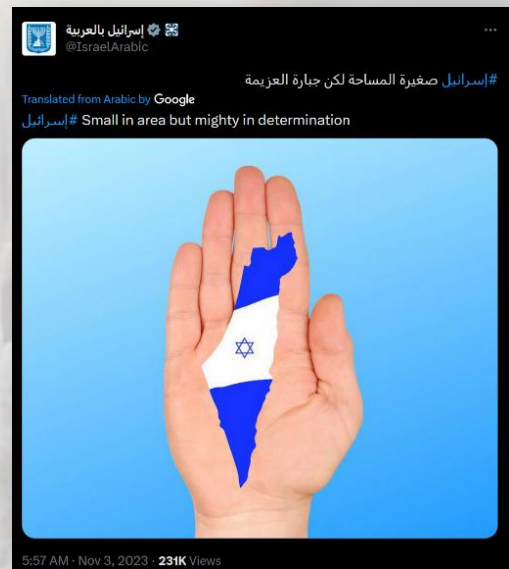 إسرائيل بالعربية
@IsraelArabic
#إسرائيل صغيرة المساحة لكن جبارة العزيمة
Translated from Arabic by Google
#إسرائيل Small in area but mighty in determination
5:57 AM · Nov 3, 2023 · 231K Views